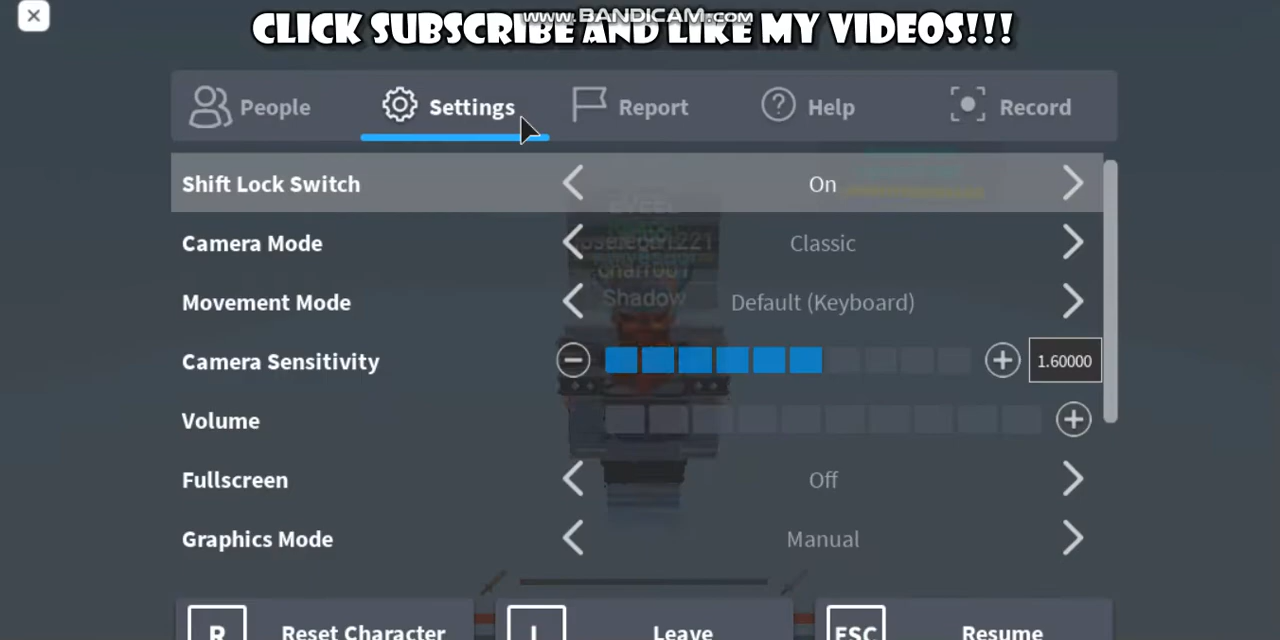 www.BANDICAM.com
CLICK SUBSCRIBE AND LIKE MY VIDEOS!!!
People Settings Report Help Record
Shift Lock Switch On
Camera Mode Classic
Movement Mode Default (Keyboard)
Camera Sensitivity 1.60000
Volume
Fullscreen Off
Graphics Mode Manual
Shadow
R Reset Character L Leave ESC Resume